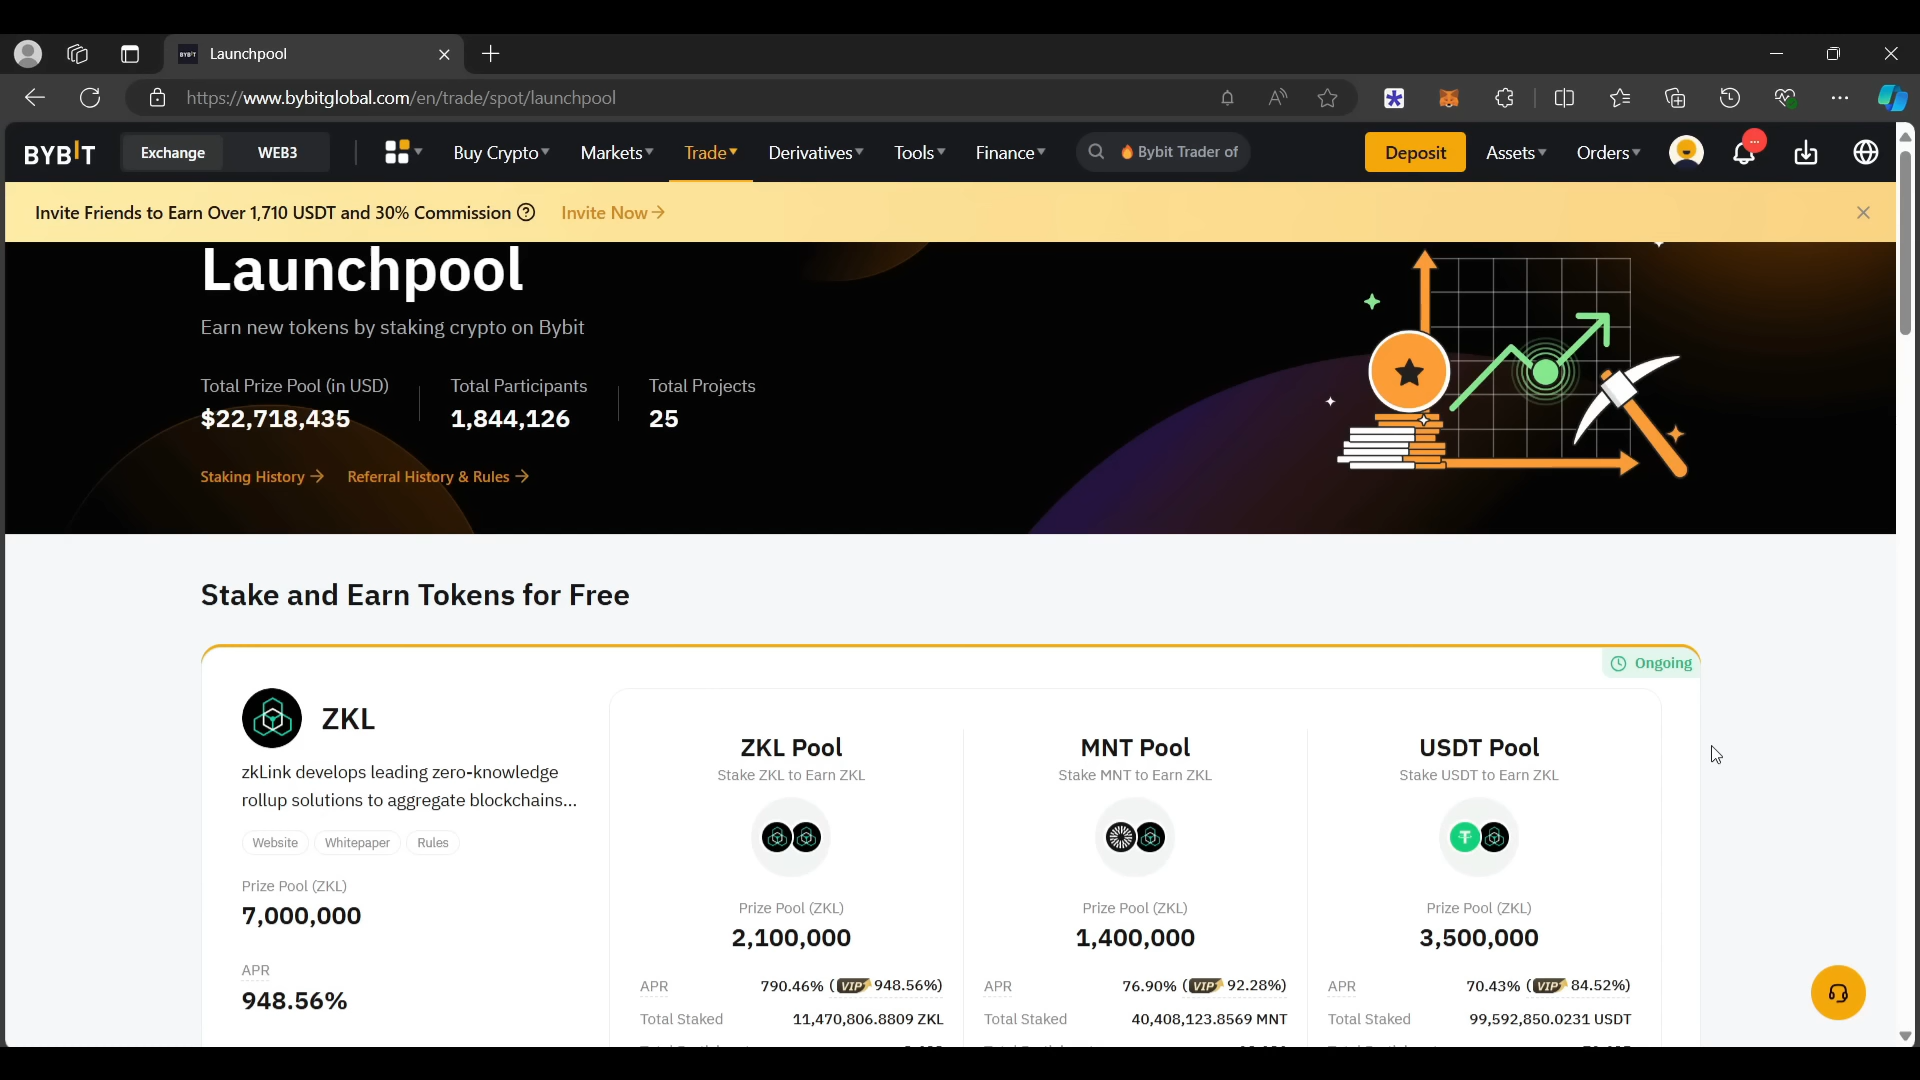 BYBIT
Launchpool
https://www.bybitglobal.com/en/trade/spot/launchpool
BYBIT
Exchange
WEB3
Buy Crypto
Markets
Trade
Derivatives
Tools
Finance
Bybit Trader of
Deposit
Assets
Orders
Invite Friends to Earn Over 1,710 USDT and 30% Commission
Invite Now
Launchpool
Earn new tokens by staking crypto on Bybit
Total Prize Pool (in USD)
$22,718,435
Total Participants
1,844,126
Total Projects
25
Staking History
Referral History & Rules
Stake and Earn Tokens for Free
Ongoing
ZKL
zkLink develops leading zero-knowledge
rollup solutions to aggregate blockchains...
Website
Whitepaper
Rules
Prize Pool (ZKL)
7,000,000
APR
948.56%
ZKL Pool
Stake ZKL to Earn ZKL
Prize Pool (ZKL)
2,100,000
APR 790.46% (VIP 948.56%)
Total Staked 11,470,806.8809 ZKL
MNT Pool
Stake MNT to Earn ZKL
Prize Pool (ZKL)
1,400,000
APR 76.90% (VIP 92.28%)
Total Staked 40,408,123.8569 MNT
USDT Pool
Stake USDT to Earn ZKL
Prize Pool (ZKL)
3,500,000
APR 70.43% (VIP 84.52%)
Total Staked 99,592,850.0231 USDT